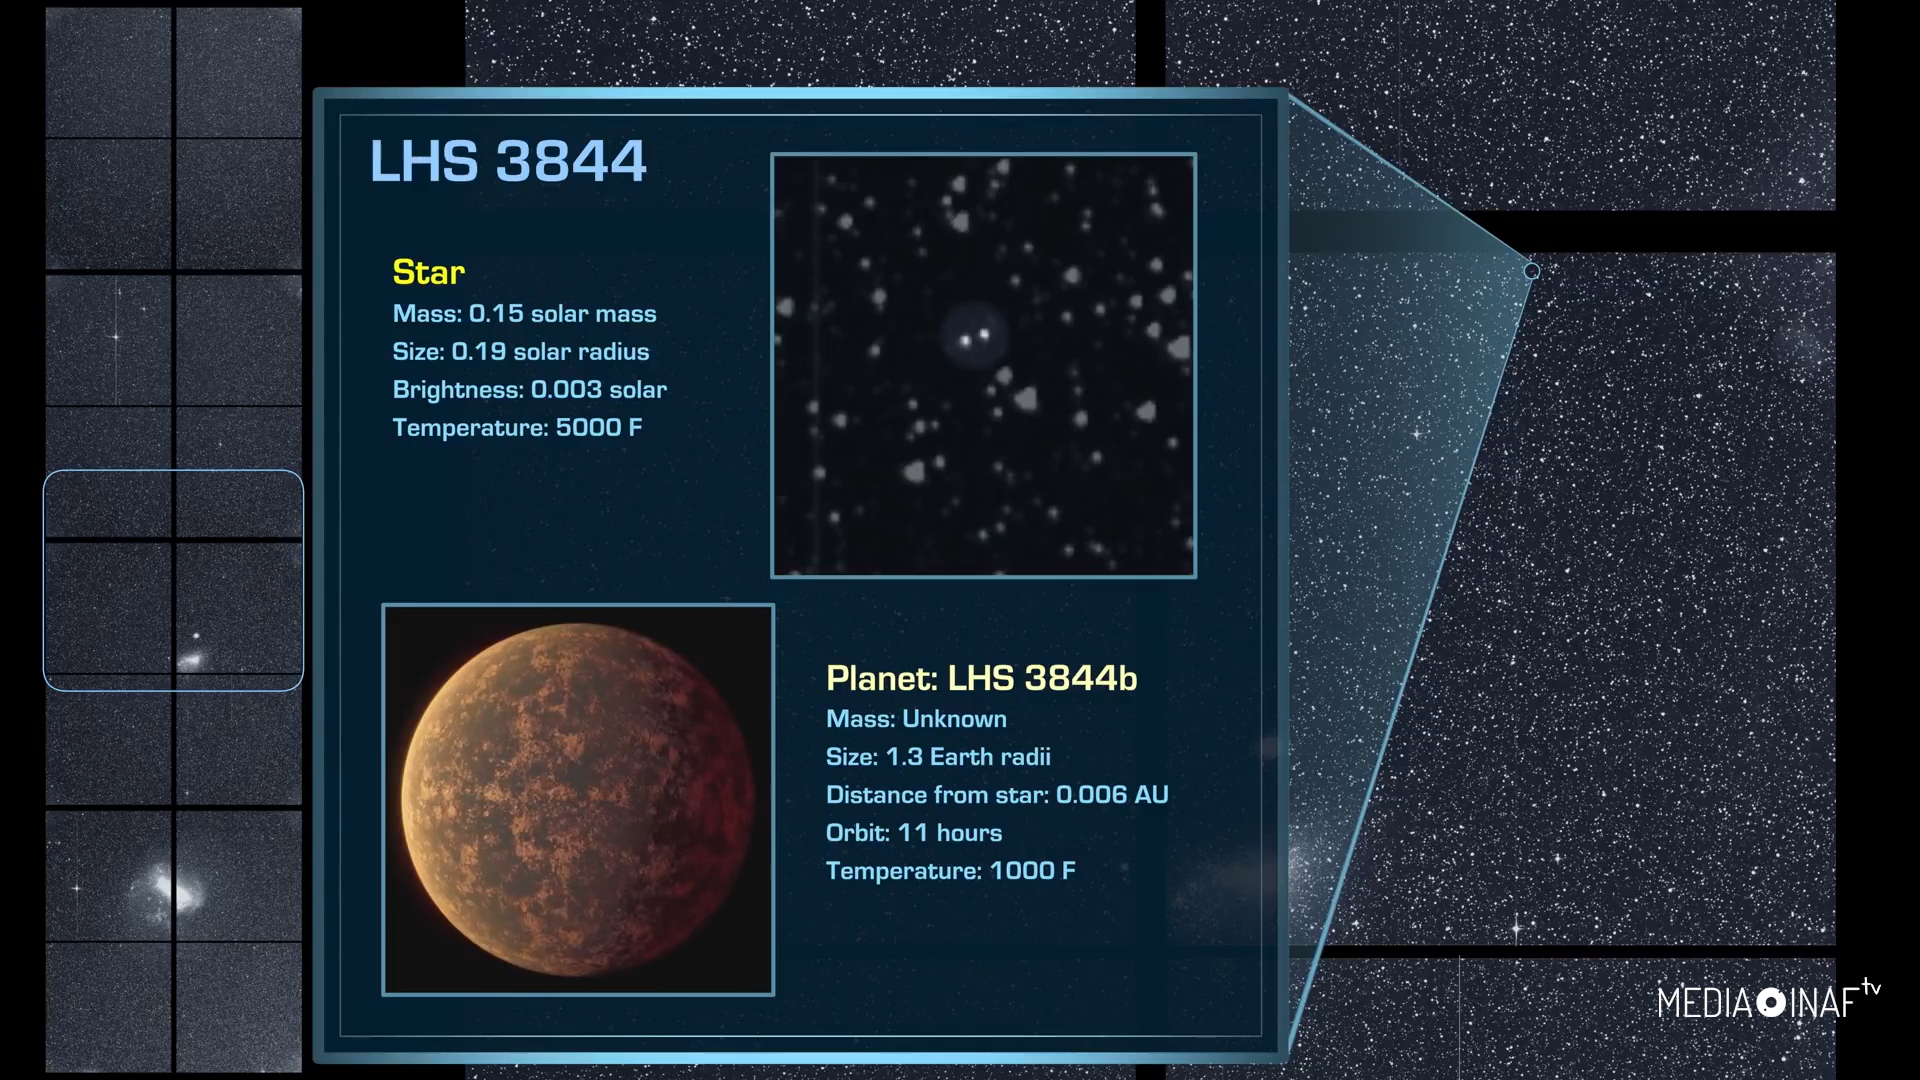 LHS 3844
Star
Mass: 0.15 solar mass
Size: 0.19 solar radius
Brightness: 0.003 solar
Temperature: 5000 F
Planet: LHS 3844b
Mass: Unknown
Size: 1.3 Earth radii
Distance from star: 0.006 AU
Orbit: 11 hours
Temperature: 1000 F
MEDIA INAF tv